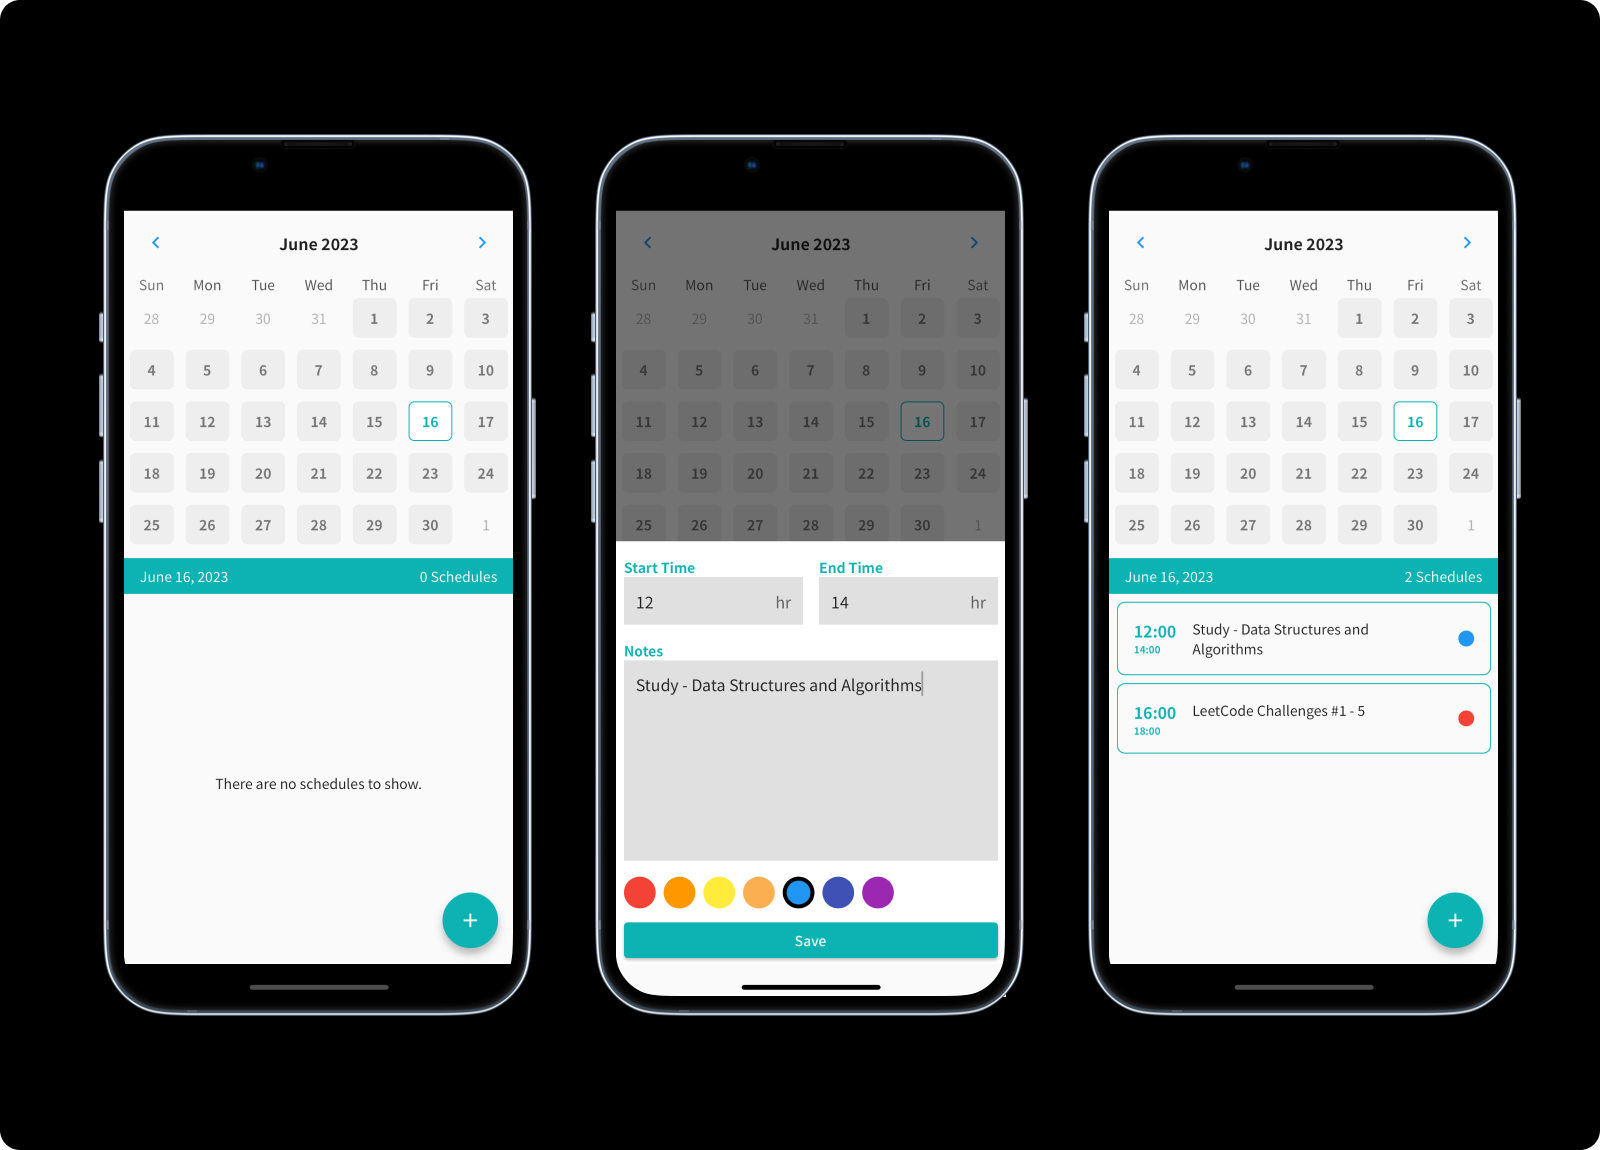 June 2023
Sun Mon Tue Wed Thu Fri Sat
28 29 30 31 1 2 3
4 5 6 7 8 9 10
11 12 13 14 15 16 17
18 19 20 21 22 23 24
25 26 27 28 29 30 1
June 16, 2023 0 Schedules
There are no schedules to show.
+
June 2023
Sun Mon Tue Wed Thu Fri Sat
28 29 30 31 1 2 3
4 5 6 7 8 9 10
11 12 13 14 15 16 17
18 19 20 21 22 23 24
25 26 27 28 29 30 1
Start Time End Time
12 hr 14 hr
Notes
Study - Data Structures and Algorithms
Save
June 2023
Sun Mon Tue Wed Thu Fri Sat
28 29 30 31 1 2 3
4 5 6 7 8 9 10
11 12 13 14 15 16 17
18 19 20 21 22 23 24
25 26 27 28 29 30 1
June 16, 2023 2 Schedules
12:00 Study - Data Structures and
14:00 Algorithms
16:00 LeetCode Challenges #1 - 5
18:00
+